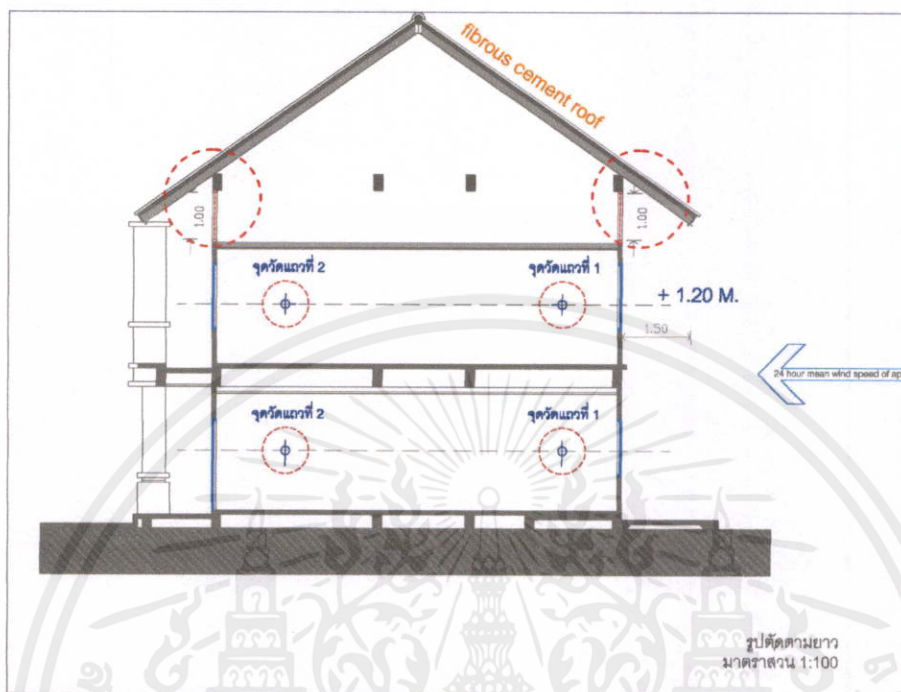 fibrous cement roof
1.00
1.00
จุดวัดแถวที่ 2
จุดวัดแถวที่ 1
+ 1.20 M.
1.50
24 hour mean wind speed of
จุดวัดแถวที่ 2
จุดวัดแถวที่ 1
รูปตัดตามยาว
มาตราส่วน 1:100